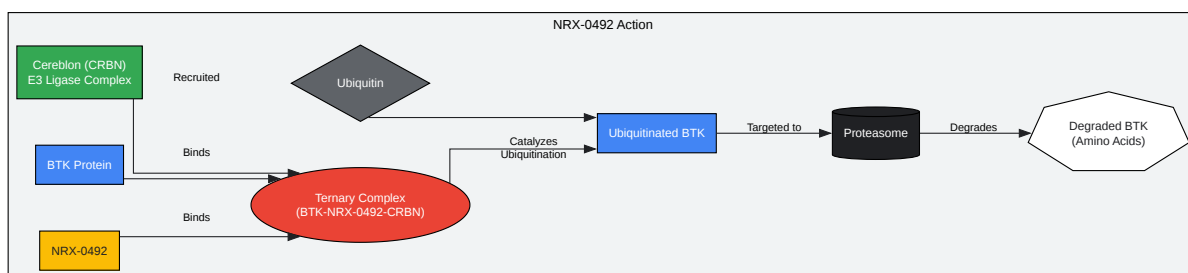 NRX-0492 Action
Cereblon (CRBN)
E3 Ligase Complex
Recruited
Ubiquitin
BTK Protein
Binds
NRX-0492
Binds
Ternary Complex
(BTK-NRX-0492-CRBN)
Catalyzes
Ubiquitination
Ubiquitinated BTK
Targeted to
Proteasome
Degrades
Degraded BTK
(Amino Acids)